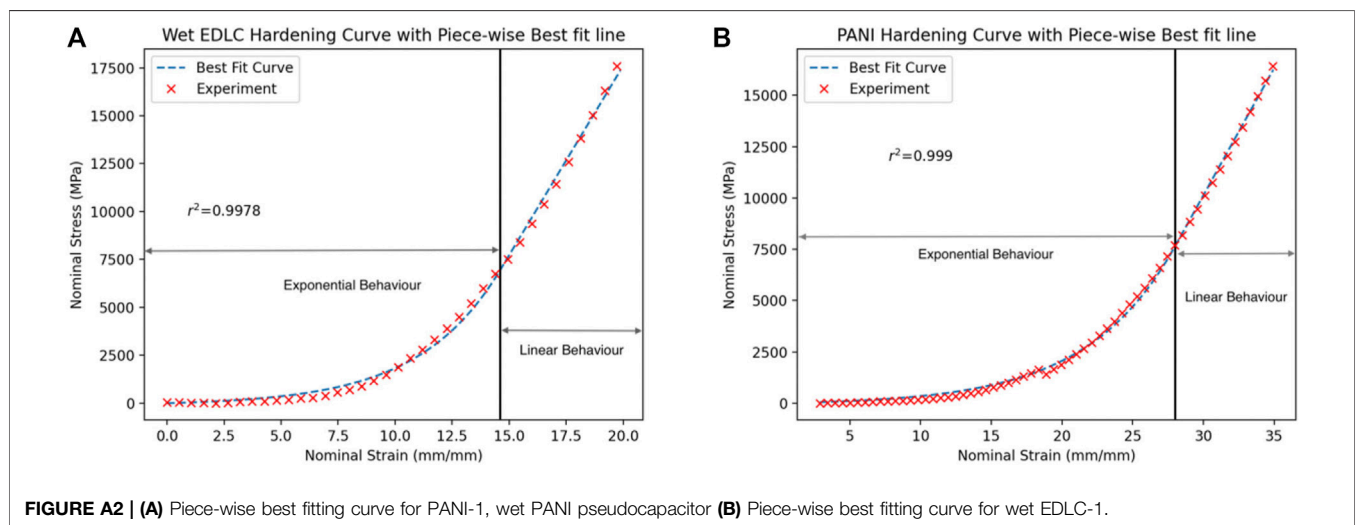 A
Wet EDLC Hardening Curve with Piece-wise Best fit line
Best Fit Curve
Experiment
r²=0.9978
Exponential Behaviour
Linear Behaviour
Nominal Stress (MPa)
17500
15000
12500
10000
7500
5000
2500
0
0.0 2.5 5.0 7.5 10.0 12.5 15.0 17.5 20.0
Nominal Strain (mm/mm)
B
PANI Hardening Curve with Piece-wise Best fit line
Best Fit Curve
Experiment
r²=0.999
Exponential Behaviour
Linear Behaviour
Nominal Stress (MPa)
15000
12500
10000
7500
5000
2500
0
5 10 15 20 25 30 35
Nominal Strain (mm/mm)
FIGURE A2 | (A) Piece-wise best fitting curve for PANI-1, wet PANI pseudocapacitor (B) Piece-wise best fitting curve for wet EDLC-1.